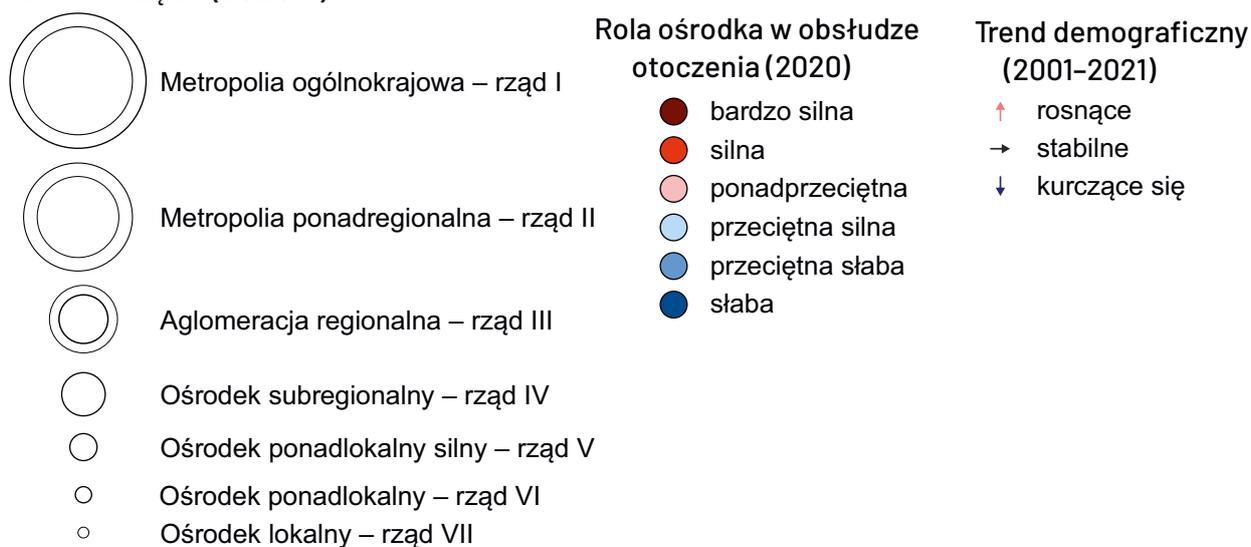 Metropolia ogólnokrajowa – rząd I
Metropolia ponadregionalna – rząd II
Aglomeracja regionalna – rząd III
Ośrodek subregionalny – rząd IV
Ośrodek ponadlokalny silny – rząd V
Ośrodek ponadlokalny – rząd VI
Ośrodek lokalny – rząd VII
Rola ośrodka w obsłudze
otoczenia (2020)
bardzo silna
silna
ponadprzeciętna
przeciętna silna
przeciętna słaba
słaba
Trend demograficzny
(2001–2021)
rosnące
stabilne
kurczące się